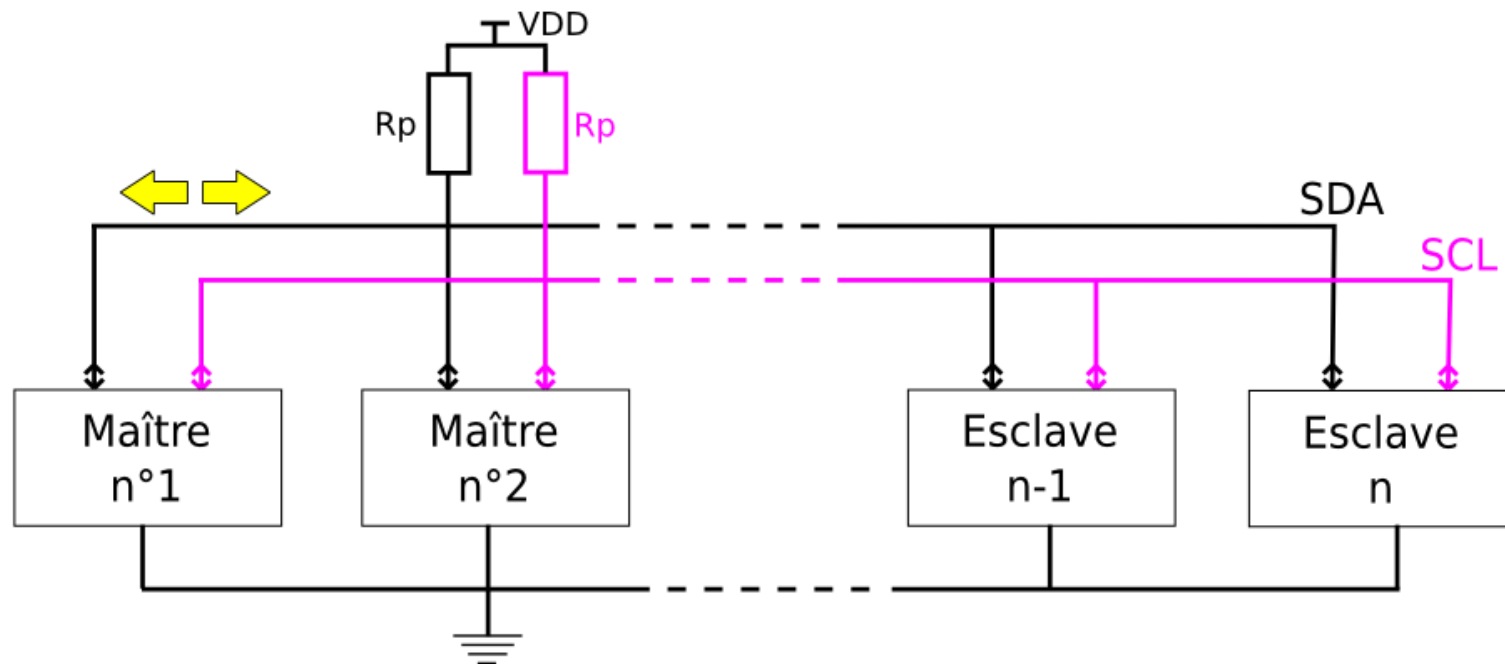 VDD
Rp
Rp
SDA
SCL
Maître
n°1
Maître
n°2
Esclave
n-1
Esclave
n